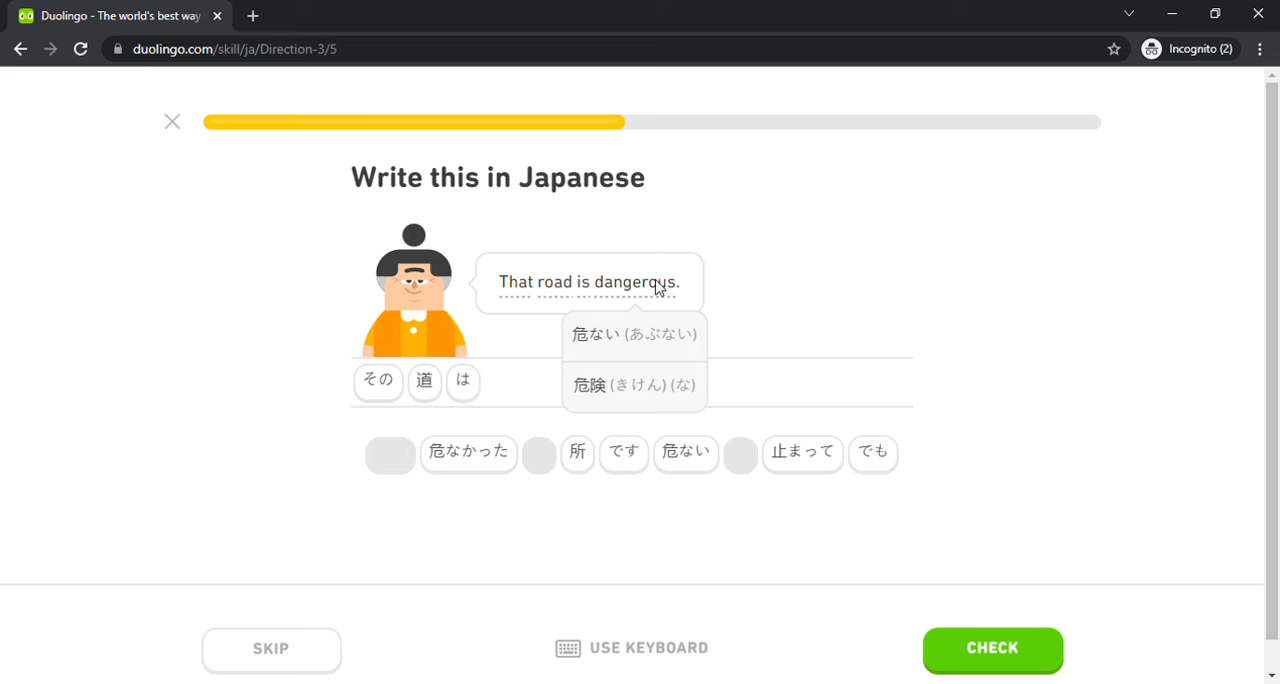 Duolingo - The world's best way
duolingo.com/skill/ja/Direction-3/5
Incognito (2)
Write this in Japanese
That road is dangerous.
危ない (あぶない)
危険 (きけん) (な)
その 道 は
危なかった 所 です 危ない 止まって でも
SKIP
USE KEYBOARD
CHECK